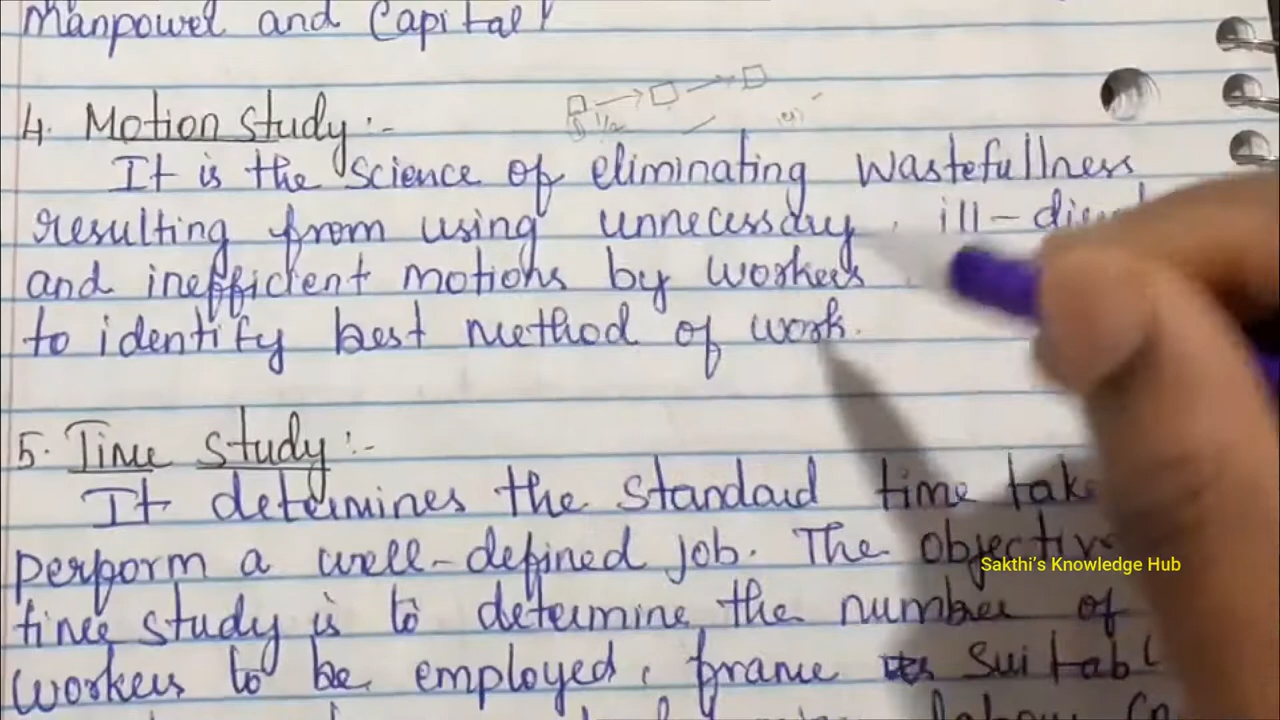 Manpower and Capital
4. Motion study :-
It is the science of eliminating wastefullness
resulting from using unnecessary, ill-
and inefficient motions by workers
to identify best method of work.
5. Time study :-
It determines the standard time
perform a well-defined job. The
time study is to determine the number of
workers to be employed, frame
Sakthi's Knowledge Hub